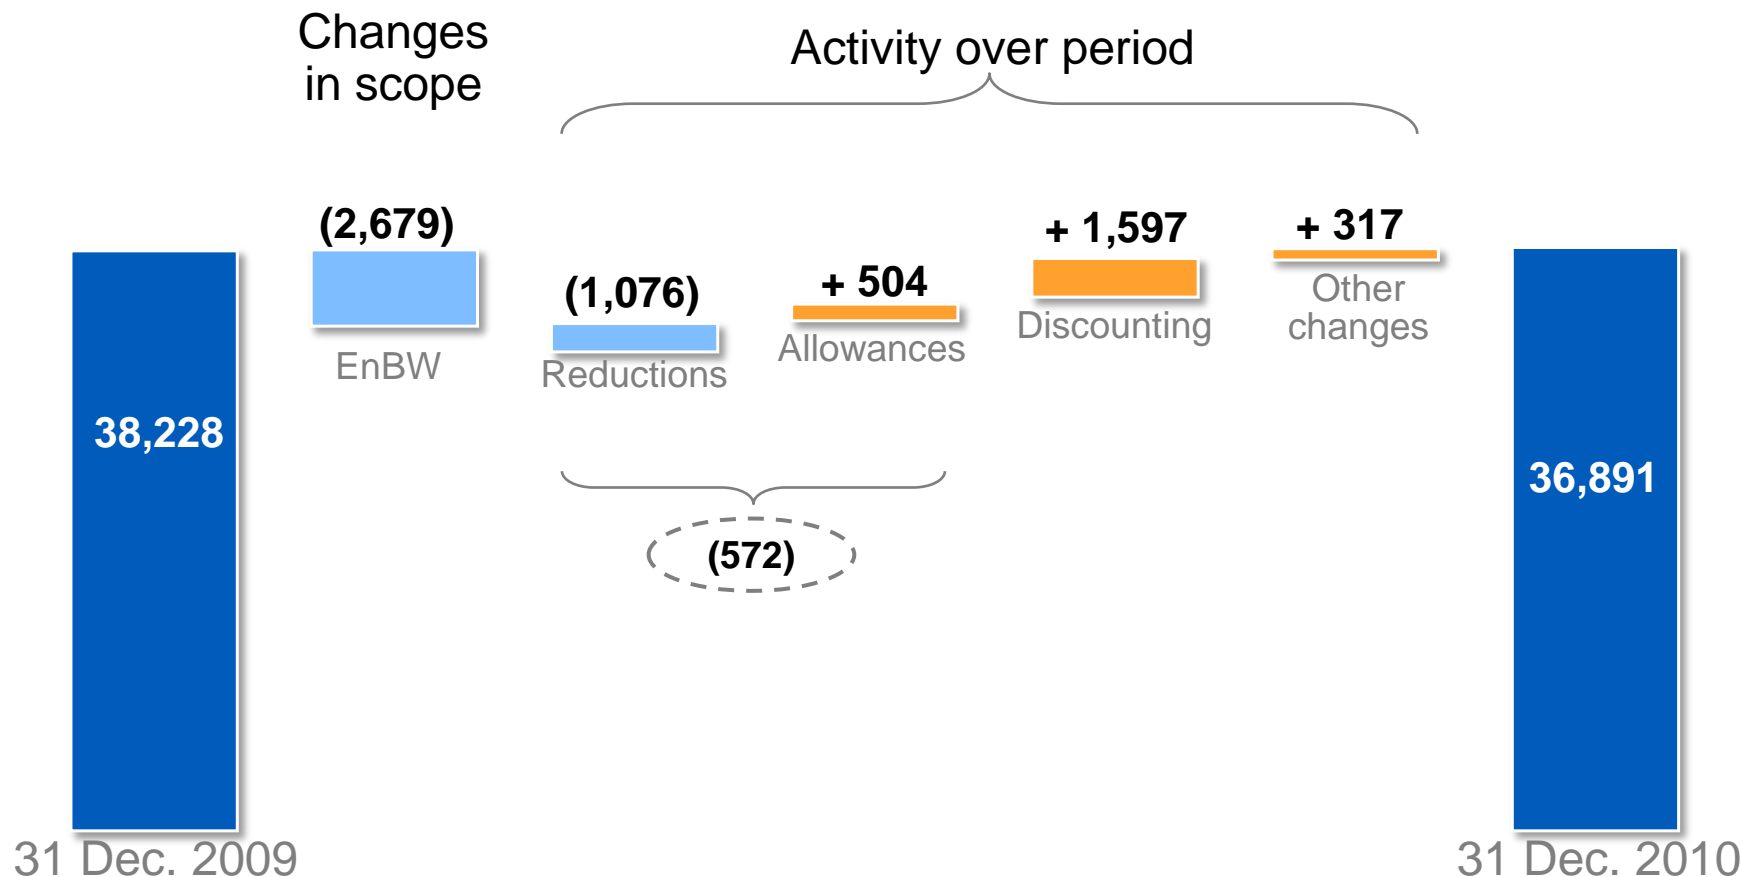 Changes
in scope
Activity over period
(2,679)
EnBW
(1,076)
Reductions
+ 504
Allowances
+ 1,597
Discounting
+ 317
Other
changes
38,228
36,891
(572)
31 Dec. 2009
31 Dec. 2010